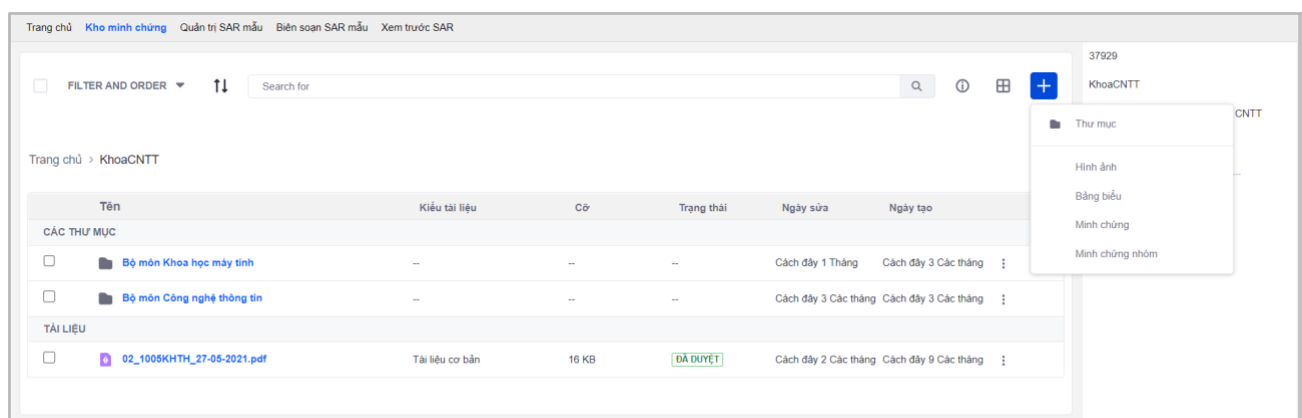 Trang chủ Kho minh chứng Quản trị SAR mẫu Biên soạn SAR mẫu Xem trước SAR
37929
FILTER AND ORDER Search for
KhoaCNTT
CNTT
Thư mục
Trang chủ > KhoaCNTT
Hình ảnh
...
Bảng biểu
Minh chứng
Minh chứng nhóm
Tên Kiểu tài liệu Cỡ Trạng thái Ngày sửa Ngày tạo
CÁC THƯ MỤC
Bộ môn Khoa học máy tính -- -- -- Cách đây 1 Tháng Cách đây 3 Các tháng
Bộ môn Công nghệ thông tin -- -- -- Cách đây 3 Các tháng Cách đây 3 Các tháng
TÀI LIỆU
02_1005KHTH_27-05-2021.pdf Tài liệu cơ bản 16 KB ĐÃ DUYỆT Cách đây 2 Các tháng Cách đây 9 Các tháng